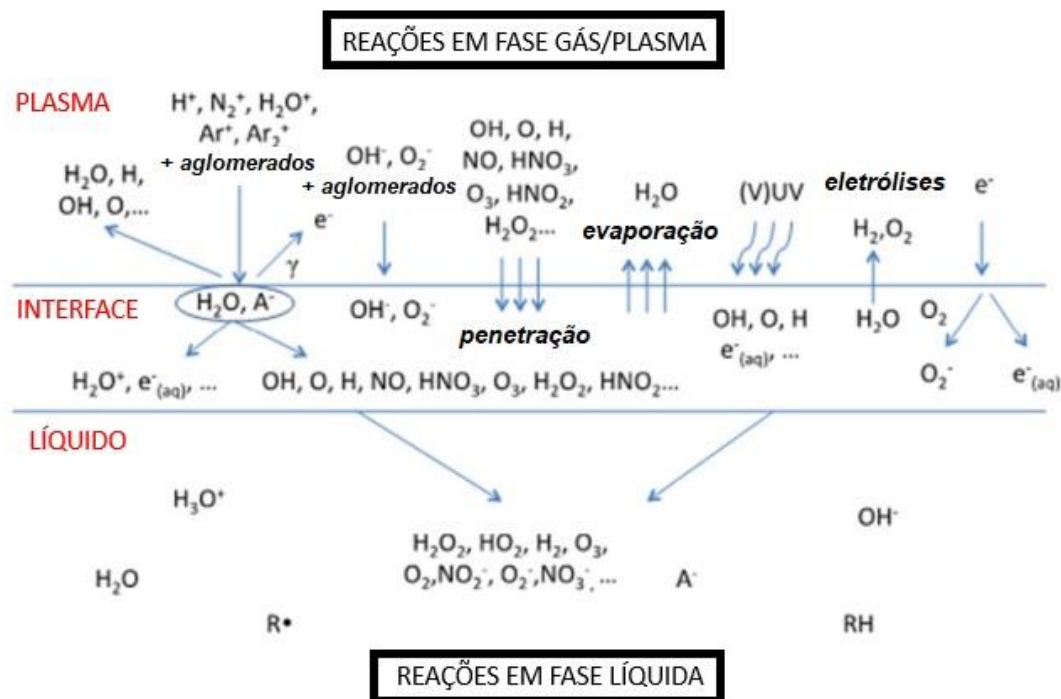 REAÇÕES EM FASE GÁS/PLASMA
PLASMA
H⁺, N₂⁺, H₂O⁺,
Ar⁺, Ar₂⁺
+ aglomerados
H₂O, H,
OH, O,...
e⁻
γ
OH⁻, O₂⁻
+ aglomerados
OH, O, H,
NO, HNO₃,
O₃, HNO₂,
H₂O₂...
H₂O
evaporação
(V)UV
eletrólises
H₂,O₂
e⁻
INTERFACE
H₂O, A⁻
OH⁻, O₂⁻
penetração
OH, O, H
e⁻(aq), ...
H₂O
O₂
O₂⁻
e⁻(aq)
H₂O⁺, e⁻(aq), ...
OH, O, H, NO, HNO₃, O₃, H₂O₂, HNO₂...
LÍQUIDO
H₃O⁺
H₂O
R•
H₂O₂, HO₂, H₂, O₃,
O₂,NO₂⁻, O₂⁻,NO₃⁻, ...
A⁻
OH⁻
RH
REAÇÕES EM FASE LÍQUIDA